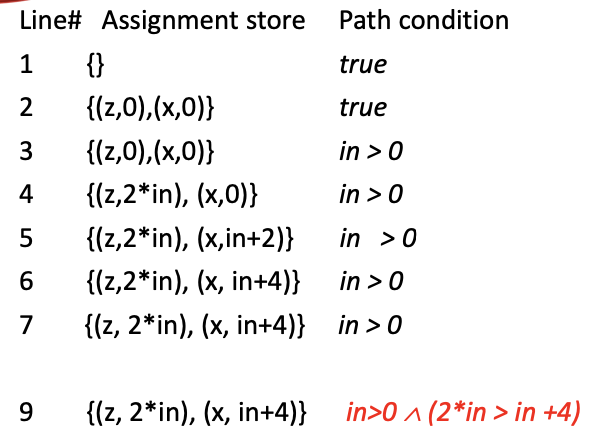 Line# Assignment store Path condition
1 {} true
2 {(z,0),(x,0)} true
3 {(z,0),(x,0)} in > 0
4 {(z,2*in), (x,0)} in > 0
5 {(z,2*in), (x,in+2)} in > 0
6 {(z,2*in), (x, in+4)} in > 0
7 {(z, 2*in), (x, in+4)} in > 0
9 {(z, 2*in), (x, in+4)} in>0 ∧ (2*in > in +4)